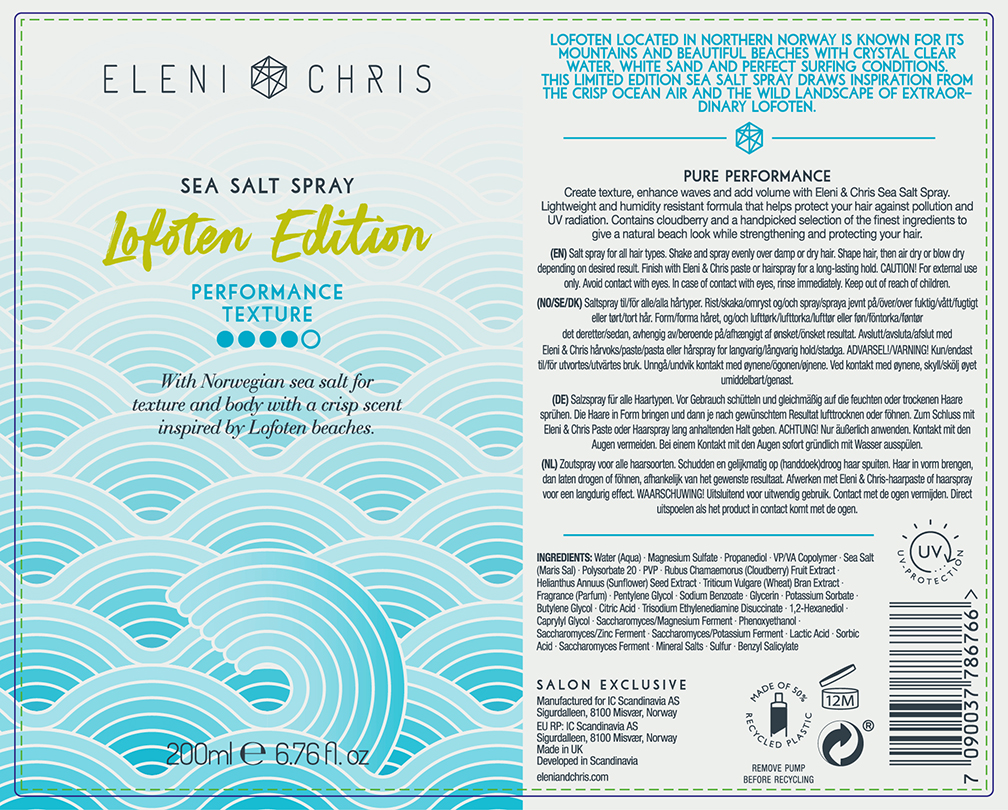 ELENI CHRIS
SEA SALT SPRAY
Lofoten Edition
PERFORMANCE
TEXTURE
With Norwegian sea salt for
texture and body with a crisp scent
inspired by Lofoten beaches.
200ml e 6.76 fl. oz
LOFOTEN LOCATED IN NORTHERN NORWAY IS KNOWN FOR ITS
MOUNTAINS AND BEAUTIFUL BEACHES WITH CRYSTAL CLEAR
WATER, WHITE SAND AND PERFECT SURFING CONDITIONS.
THIS LIMITED EDITION SEA SALT SPRAY DRAWS INSPIRATION FROM
THE CRISP OCEAN AIR AND THE WILD LANDSCAPE OF EXTRAOR-
DINARY LOFOTEN.
PURE PERFORMANCE
Create texture, enhance waves and add volume with Eleni & Chris Sea Salt Spray.
Lightweight and humidity resistant formula that helps protect your hair against pollution and
UV radiation. Contains cloudberry and a handpicked selection of the finest ingredients to
give a natural beach look while strengthening and protecting your hair.
(EN) Salt spray for all hair types. Shake and spray evenly over damp or dry hair. Shape hair, then air dry or blow dry
depending on desired result. Finish with Eleni & Chris paste or hairspray for a long-lasting hold. CAUTION! For external use
only. Avoid contact with eyes. In case of contact with eyes, rinse immediately. Keep out of reach of children.
(NO/SE/DK) Saltspray til/för alle/alla hårtyper. Rist/skaka/omryst og/och spray/spraya jevnt på/över/over fuktig/vått/fugtigt
eller tørt/tort hår. Form/forma håret, og/och lufttørk/lufttorka/lufttør eller føn/föntorka/føntør
det deretter/sedan, avhengig av/beroende på/afhængigt af ønsket/önsket resultat. Avslutt/avsluta/afslut med
Eleni & Chris hårvoks/paste/pasta eller hårspray for langvarig/långvarig hold/stadga. ADVARSEL!/VARNING! Kun/endast
til/för utvortes/utvärtes bruk. Unngå/undvik kontakt med øynene/ögonen/øjnene. Ved kontakt med øynene, skyll/skölj øyet
umiddelbart/genast.
(DE) Salzspray für alle Haartypen. Vor Gebrauch schütteln und gleichmäßig auf die feuchten oder trockenen Haare
sprühen. Die Haare in Form bringen und dann je nach gewünschtem Resultat lufttrocknen oder föhnen. Zum Schluss mit
Eleni & Chris Paste oder Haarspray lang anhaltenden Halt geben. ACHTUNG! Nur äußerlich anwenden. Kontakt mit den
Augen vermeiden. Bei einem Kontakt mit den Augen sofort gründlich mit Wasser ausspülen.
(NL) Zoutspray voor alle haarsoorten. Schudden en gelijkmatig op (handdoek)droog haar spuiten. Haar in vorm brengen,
dan laten drogen of föhnen, afhankelijk van het gewenste resultaat. Afwerken met Eleni & Chris-haarpaste of haarspray
voor een langdurig effect. WAARSCHUWING! Uitsluitend voor uitwendig gebruik. Contact met de ogen vermijden. Direct
uitspoelen als het product in contact komt met de ogen.
INGREDIENTS: Water (Aqua) · Magnesium Sulfate · Propanediol · VP/VA Copolymer · Sea Salt
(Maris Sal) · Polysorbate 20 · PVP · Rubus Chamaemorus (Cloudberry) Fruit Extract ·
Helianthus Annuus (Sunflower) Seed Extract · Triticum Vulgare (Wheat) Bran Extract ·
Fragrance (Parfum) · Pentylene Glycol · Sodium Benzoate · Glycerin · Potassium Sorbate ·
Butylene Glycol · Citric Acid · Trisodium Ethylenediamine Disuccinate · 1,2-Hexanediol ·
Caprylyl Glycol · Saccharomyces/Magnesium Ferment · Phenoxyethanol ·
Saccharomyces/Zinc Ferment · Saccharomyces/Potassium Ferment · Lactic Acid · Sorbic
Acid · Saccharomyces Ferment · Mineral Salts · Sulfur · Benzyl Salicylate
UV
UV-PROTECTION
SALON EXCLUSIVE
Manufactured for IC Scandinavia AS
Sigurdalleen, 8100 Misvær, Norway
EU RP: IC Scandinavia AS
Sigurdalleen, 8100 Misvær, Norway
Made in UK
Developed in Scandinavia
eleniandchris.com
MADE OF 50%
RECYCLED PLASTIC
REMOVE PUMP
BEFORE RECYCLING
12M
®
7 090037 786766 >